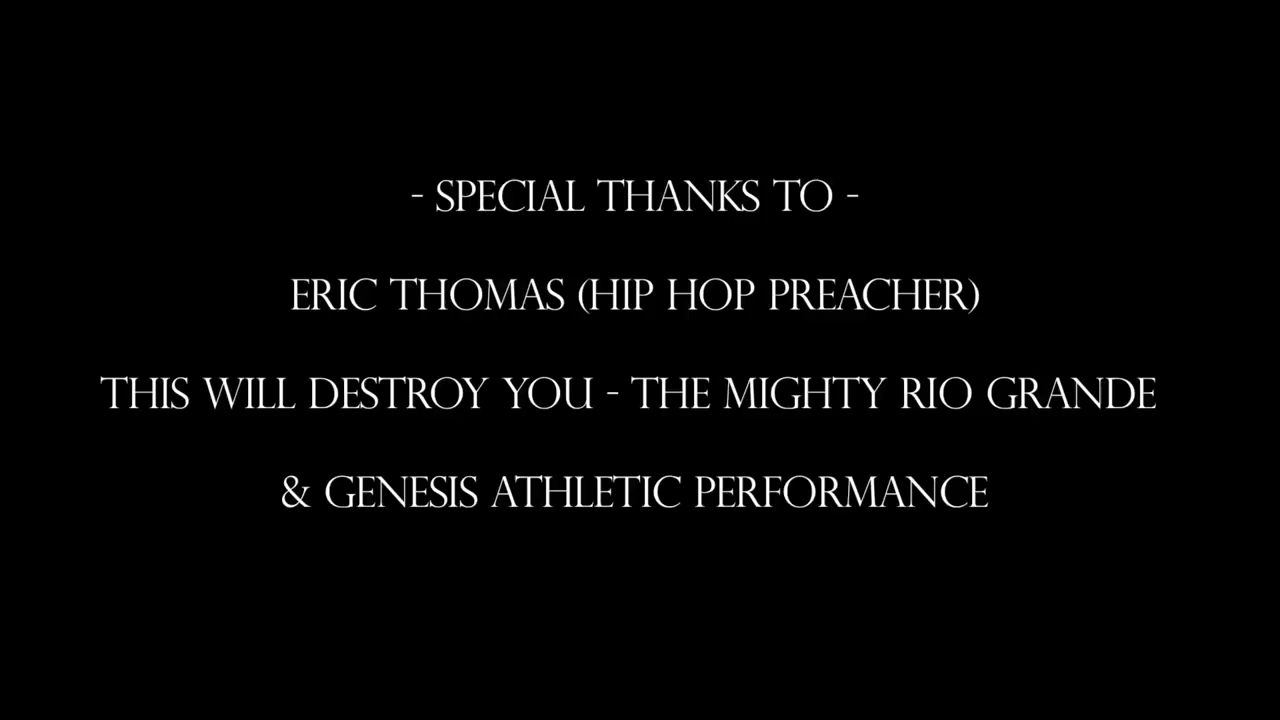 - SPECIAL THANKS TO -
ERIC THOMAS (HIP HOP PREACHER)
THIS WILL DESTROY YOU - THE MIGHTY RIO GRANDE
& GENESIS ATHLETIC PERFORMANCE